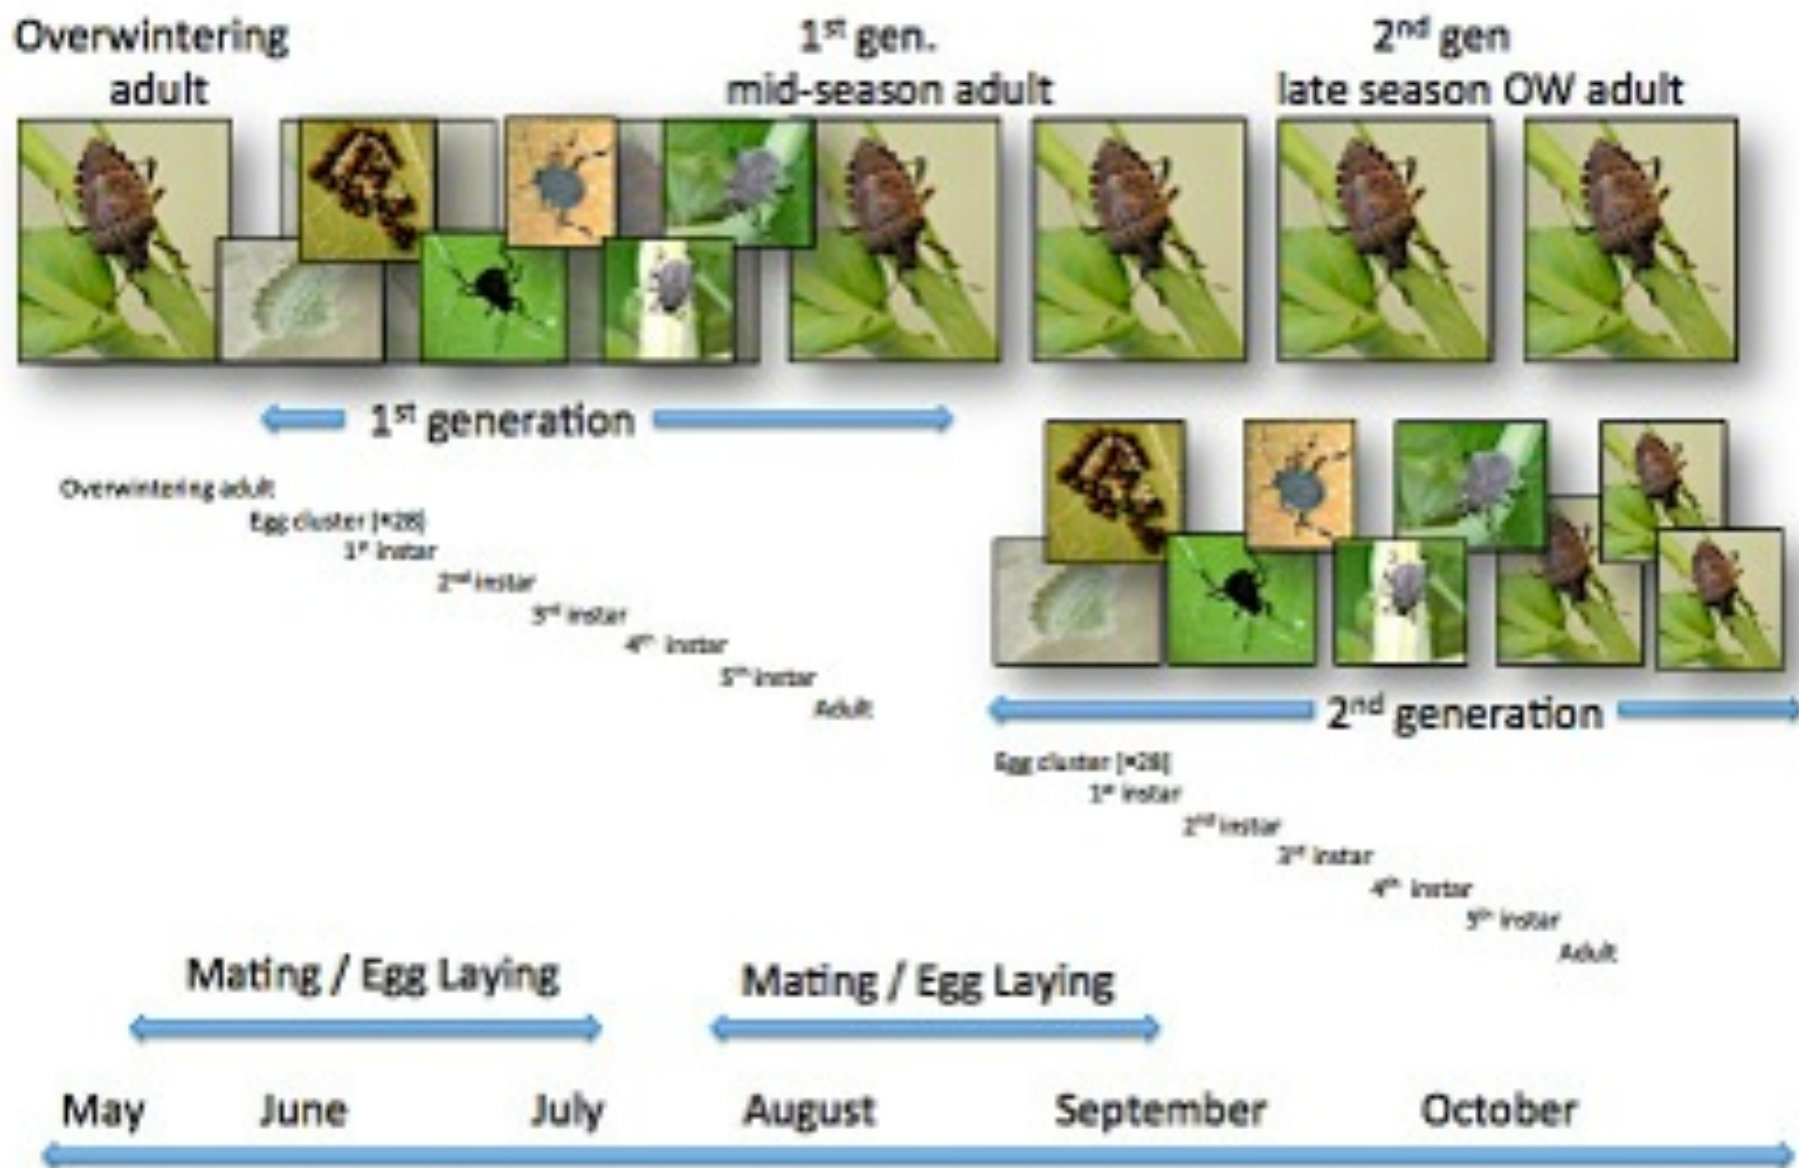 Overwintering
adult
1st gen.
mid-season adult
2nd gen
late season OW adult
1st generation
Overwintering adult
Egg cluster [×28]
1st instar
2nd instar
3rd instar
4th instar
5th instar
Adult
2nd generation
Egg cluster [×28]
1st instar
2nd instar
3rd instar
4th instar
5th instar
Adult
Mating / Egg Laying
Mating / Egg Laying
May June July August September October